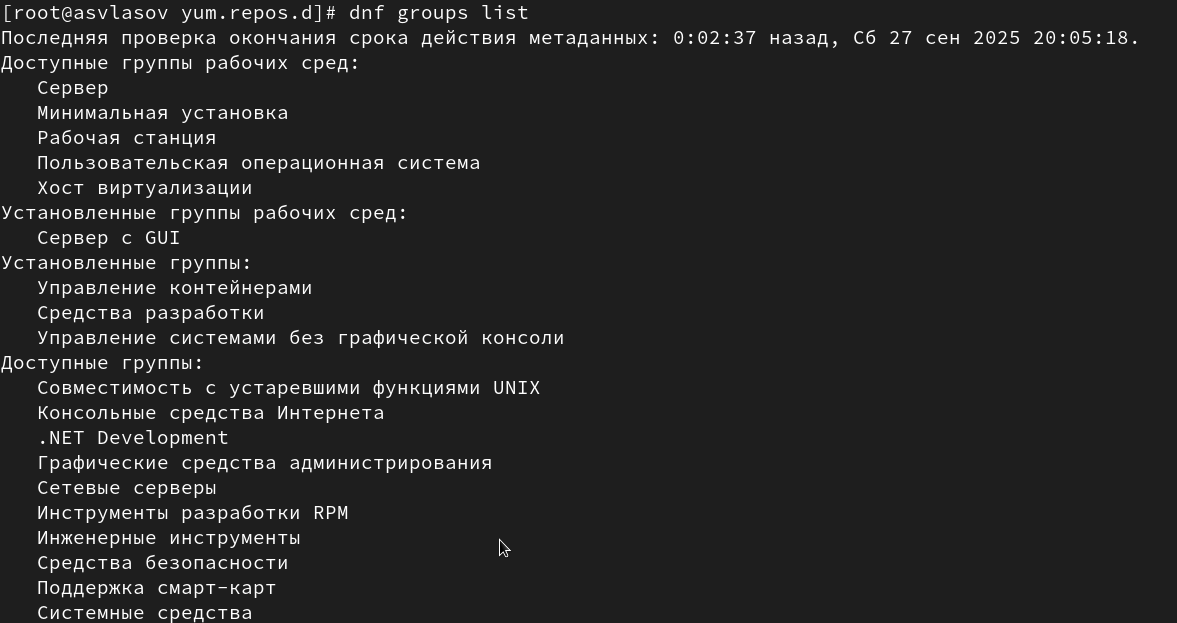 [root@asvlasov yum.repos.d]# dnf groups list
Последняя проверка окончания срока действия метаданных: 0:02:37 назад, Сб 27 сен 2025 20:05:18.
Доступные группы рабочих сред:
   Сервер
   Минимальная установка
   Рабочая станция
   Пользовательская операционная система
   Хост виртуализации
Установленные группы рабочих сред:
   Сервер с GUI
Установленные группы:
   Управление контейнерами
   Средства разработки
   Управление системами без графической консоли
Доступные группы:
   Совместимость с устаревшими функциями UNIX
   Консольные средства Интернета
   .NET Development
   Графические средства администрирования
   Сетевые серверы
   Инструменты разработки RPM
   Инженерные инструменты
   Средства безопасности
   Поддержка смарт-карт
   Системные средства